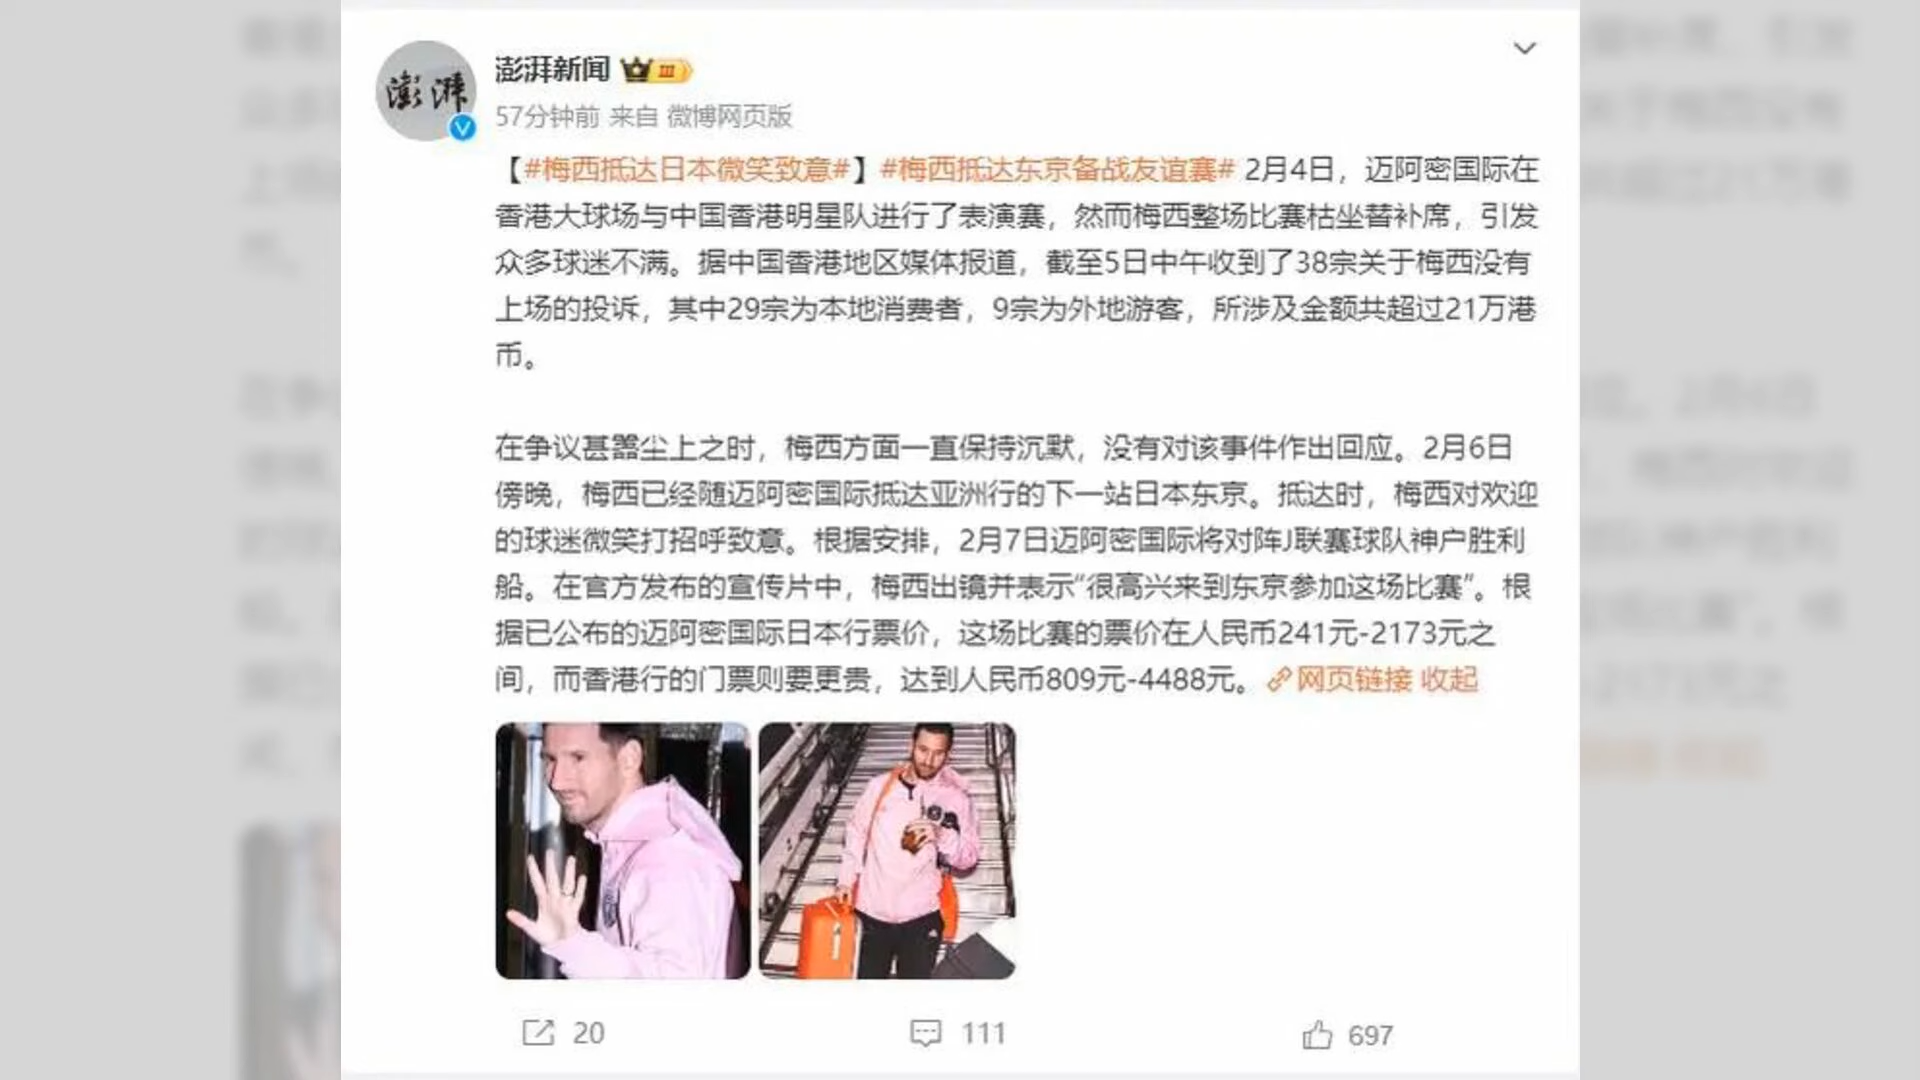 澎湃
澎湃新闻 III
57分钟前 来自 微博网页版
【#梅西抵达日本微笑致意#】#梅西抵达东京备战友谊赛# 2月4日，迈阿密国际在
香港大球场与中国香港明星队进行了表演赛，然而梅西整场比赛枯坐替补席，引发
众多球迷不满。据中国香港地区媒体报道，截至5日中午收到了38宗关于梅西没有
上场的投诉，其中29宗为本地消费者，9宗为外地游客，所涉及金额共超过21万港
币。
在争议甚嚣尘上之时，梅西方面一直保持沉默，没有对该事件作出回应。2月6日
傍晚，梅西已经随迈阿密国际抵达亚洲行的下一站日本东京。抵达时，梅西对欢迎
的球迷微笑打招呼致意。根据安排，2月7日迈阿密国际将对阵J联赛球队神户胜利
船。在官方发布的宣传片中，梅西出镜并表示“很高兴来到东京参加这场比赛”。根
据已公布的迈阿密国际日本行票价，这场比赛的票价在人民币241元-2173元之
间，而香港行的门票则要更贵，达到人民币809元-4488元。网页链接 收起
20
111
697